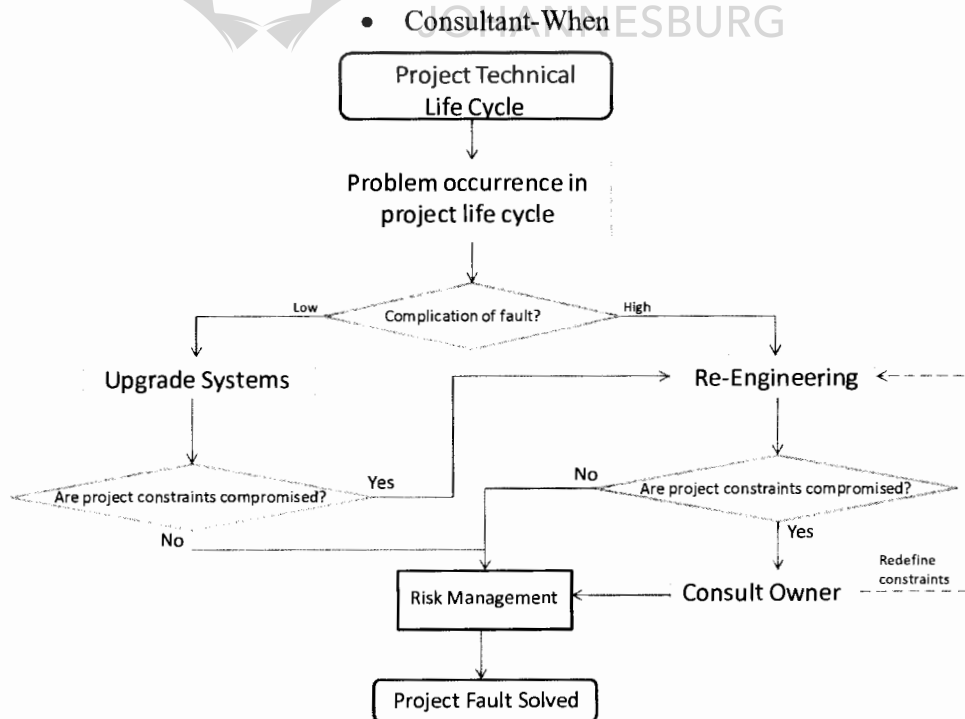 JOHANNESBURG
• Consultant-When
Project Technical
Life Cycle
Problem occurrence in
project life cycle
Low
Complication of fault?
High
Upgrade Systems
Re-Engineering
Are project constraints compromised?
Yes
No
Are project constraints compromised?
No
Yes
Redefine
constraints
Risk Management
Consult Owner
Project Fault Solved